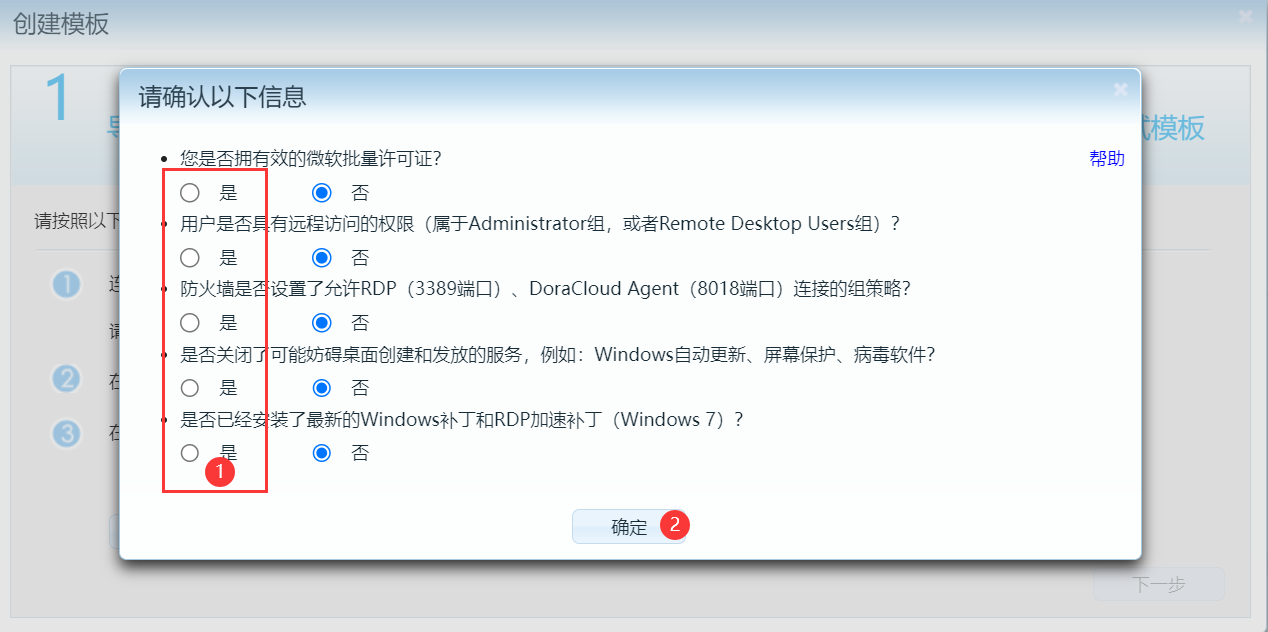 创建模板
1
请确认以下信息
试模板
您是否拥有效的微软批量许可证？
帮助
是 否
用户是否具有远程访问的权限（属于Administrator组，或者Remote Desktop Users组）？
是 否
防火墙是否设置了允许RDP（3389端口）、DoraCloud Agent（8018端口）连接的组策略？
是 否
是否关闭了可能妨碍桌面创建和发放的服务，例如：Windows自动更新、屏幕保护、病毒软件？
是 否
是否已经安装了最新的Windows补丁和RDP加速补丁（Windows 7）？
是 否
1
确定 2
请按照以下
1 连
请
2 在
3 在
下一步